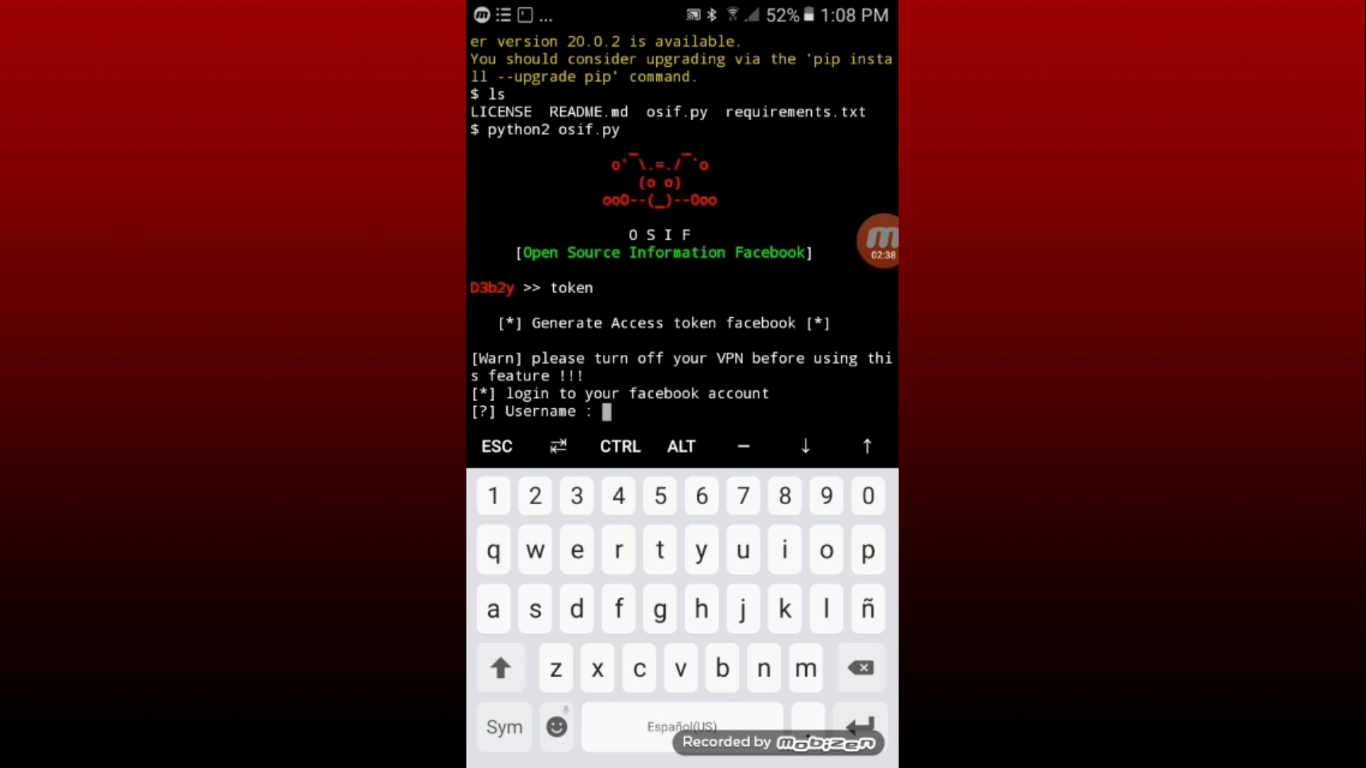 ... 52% 1:08 PM
er version 20.0.2 is available.
You should consider upgrading via the 'pip insta
ll --upgrade pip' command.
$ ls
LICENSE README.md osif.py requirements.txt
$ python2 osif.py
_ _
o'¯\.=./¯`o
(o o)
ooO--(_)--Ooo
O S I F
[Open Source Information Facebook]
02:38
D3b2y >> token
[*] Generate Access token facebook [*]
[Warn] please turn off your VPN before using thi
s feature !!!
[*] login to your facebook account
[?] Username :
ESC CTRL ALT – ↓ ↑
1 2 3 4 5 6 7 8 9 0
q w e r t y u i o p
a s d f g h j k l ñ
z x c v b n m
Sym Español(US) .
Recorded by mobizen